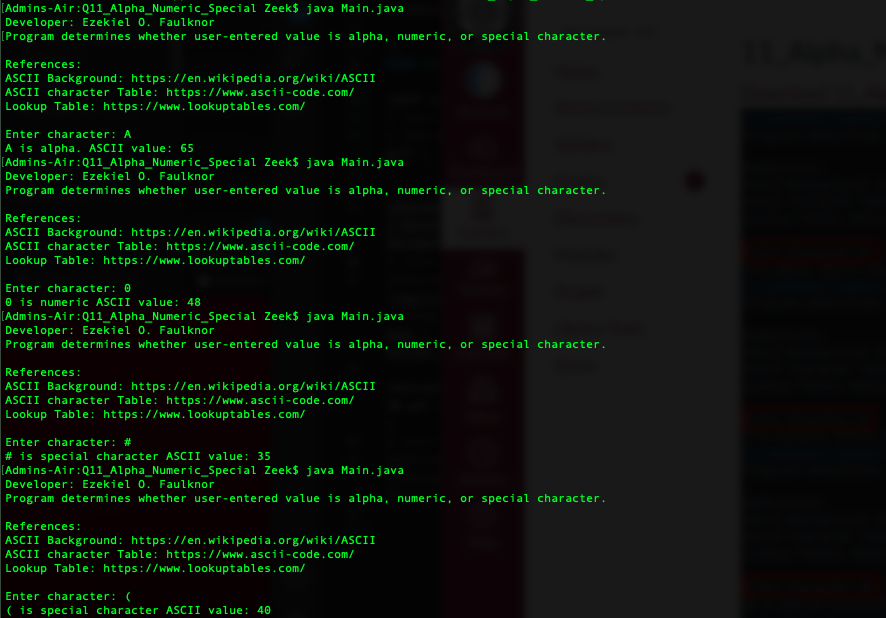 [Admins-Air:Q11_Alpha_Numeric_Special Zeek$ java Main.java
Developer: Ezekiel O. Faulknor
[Program determines whether user-entered value is alpha, numeric, or special character.
References:
ASCII Background: https://en.wikipedia.org/wiki/ASCII
ASCII character Table: https://www.ascii-code.com/
Lookup Table: https://www.lookuptables.com/
Enter character: A
A is alpha. ASCII value: 65
[Admins-Air:Q11_Alpha_Numeric_Special Zeek$ java Main.java
Developer: Ezekiel O. Faulknor
Program determines whether user-entered value is alpha, numeric, or special character.
References:
ASCII Background: https://en.wikipedia.org/wiki/ASCII
ASCII character Table: https://www.ascii-code.com/
Lookup Table: https://www.lookuptables.com/
Enter character: 0
0 is numeric ASCII value: 48
[Admins-Air:Q11_Alpha_Numeric_Special Zeek$ java Main.java
Developer: Ezekiel O. Faulknor
Program determines whether user-entered value is alpha, numeric, or special character.
References:
ASCII Background: https://en.wikipedia.org/wiki/ASCII
ASCII character Table: https://www.ascii-code.com/
Lookup Table: https://www.lookuptables.com/
Enter character: #
# is special character ASCII value: 35
[Admins-Air:Q11_Alpha_Numeric_Special Zeek$ java Main.java
Developer: Ezekiel O. Faulknor
Program determines whether user-entered value is alpha, numeric, or special character.
References:
ASCII Background: https://en.wikipedia.org/wiki/ASCII
ASCII character Table: https://www.ascii-code.com/
Lookup Table: https://www.lookuptables.com/
Enter character: (
( is special character ASCII value: 40